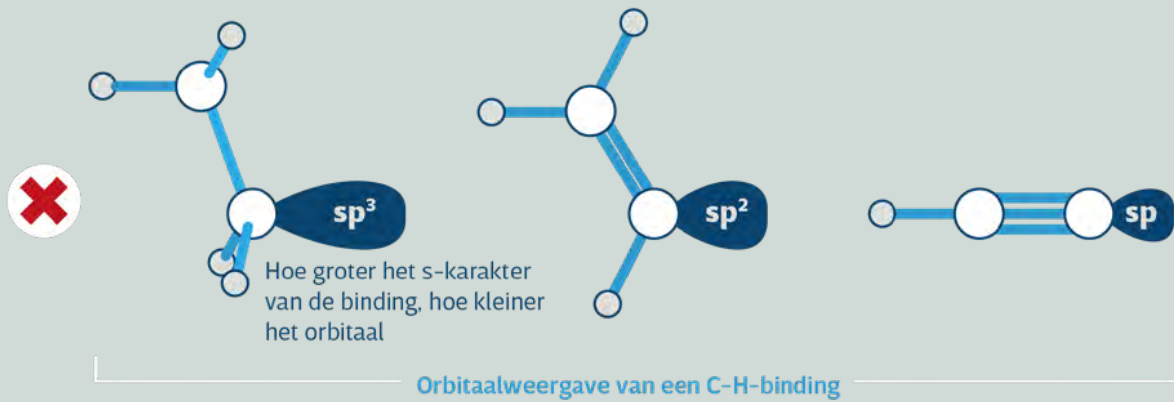 sp³
sp²
sp
Hoe groter het s-karakter
van de binding, hoe kleiner
het orbitaal
Orbitaalweergave van een C-H-binding